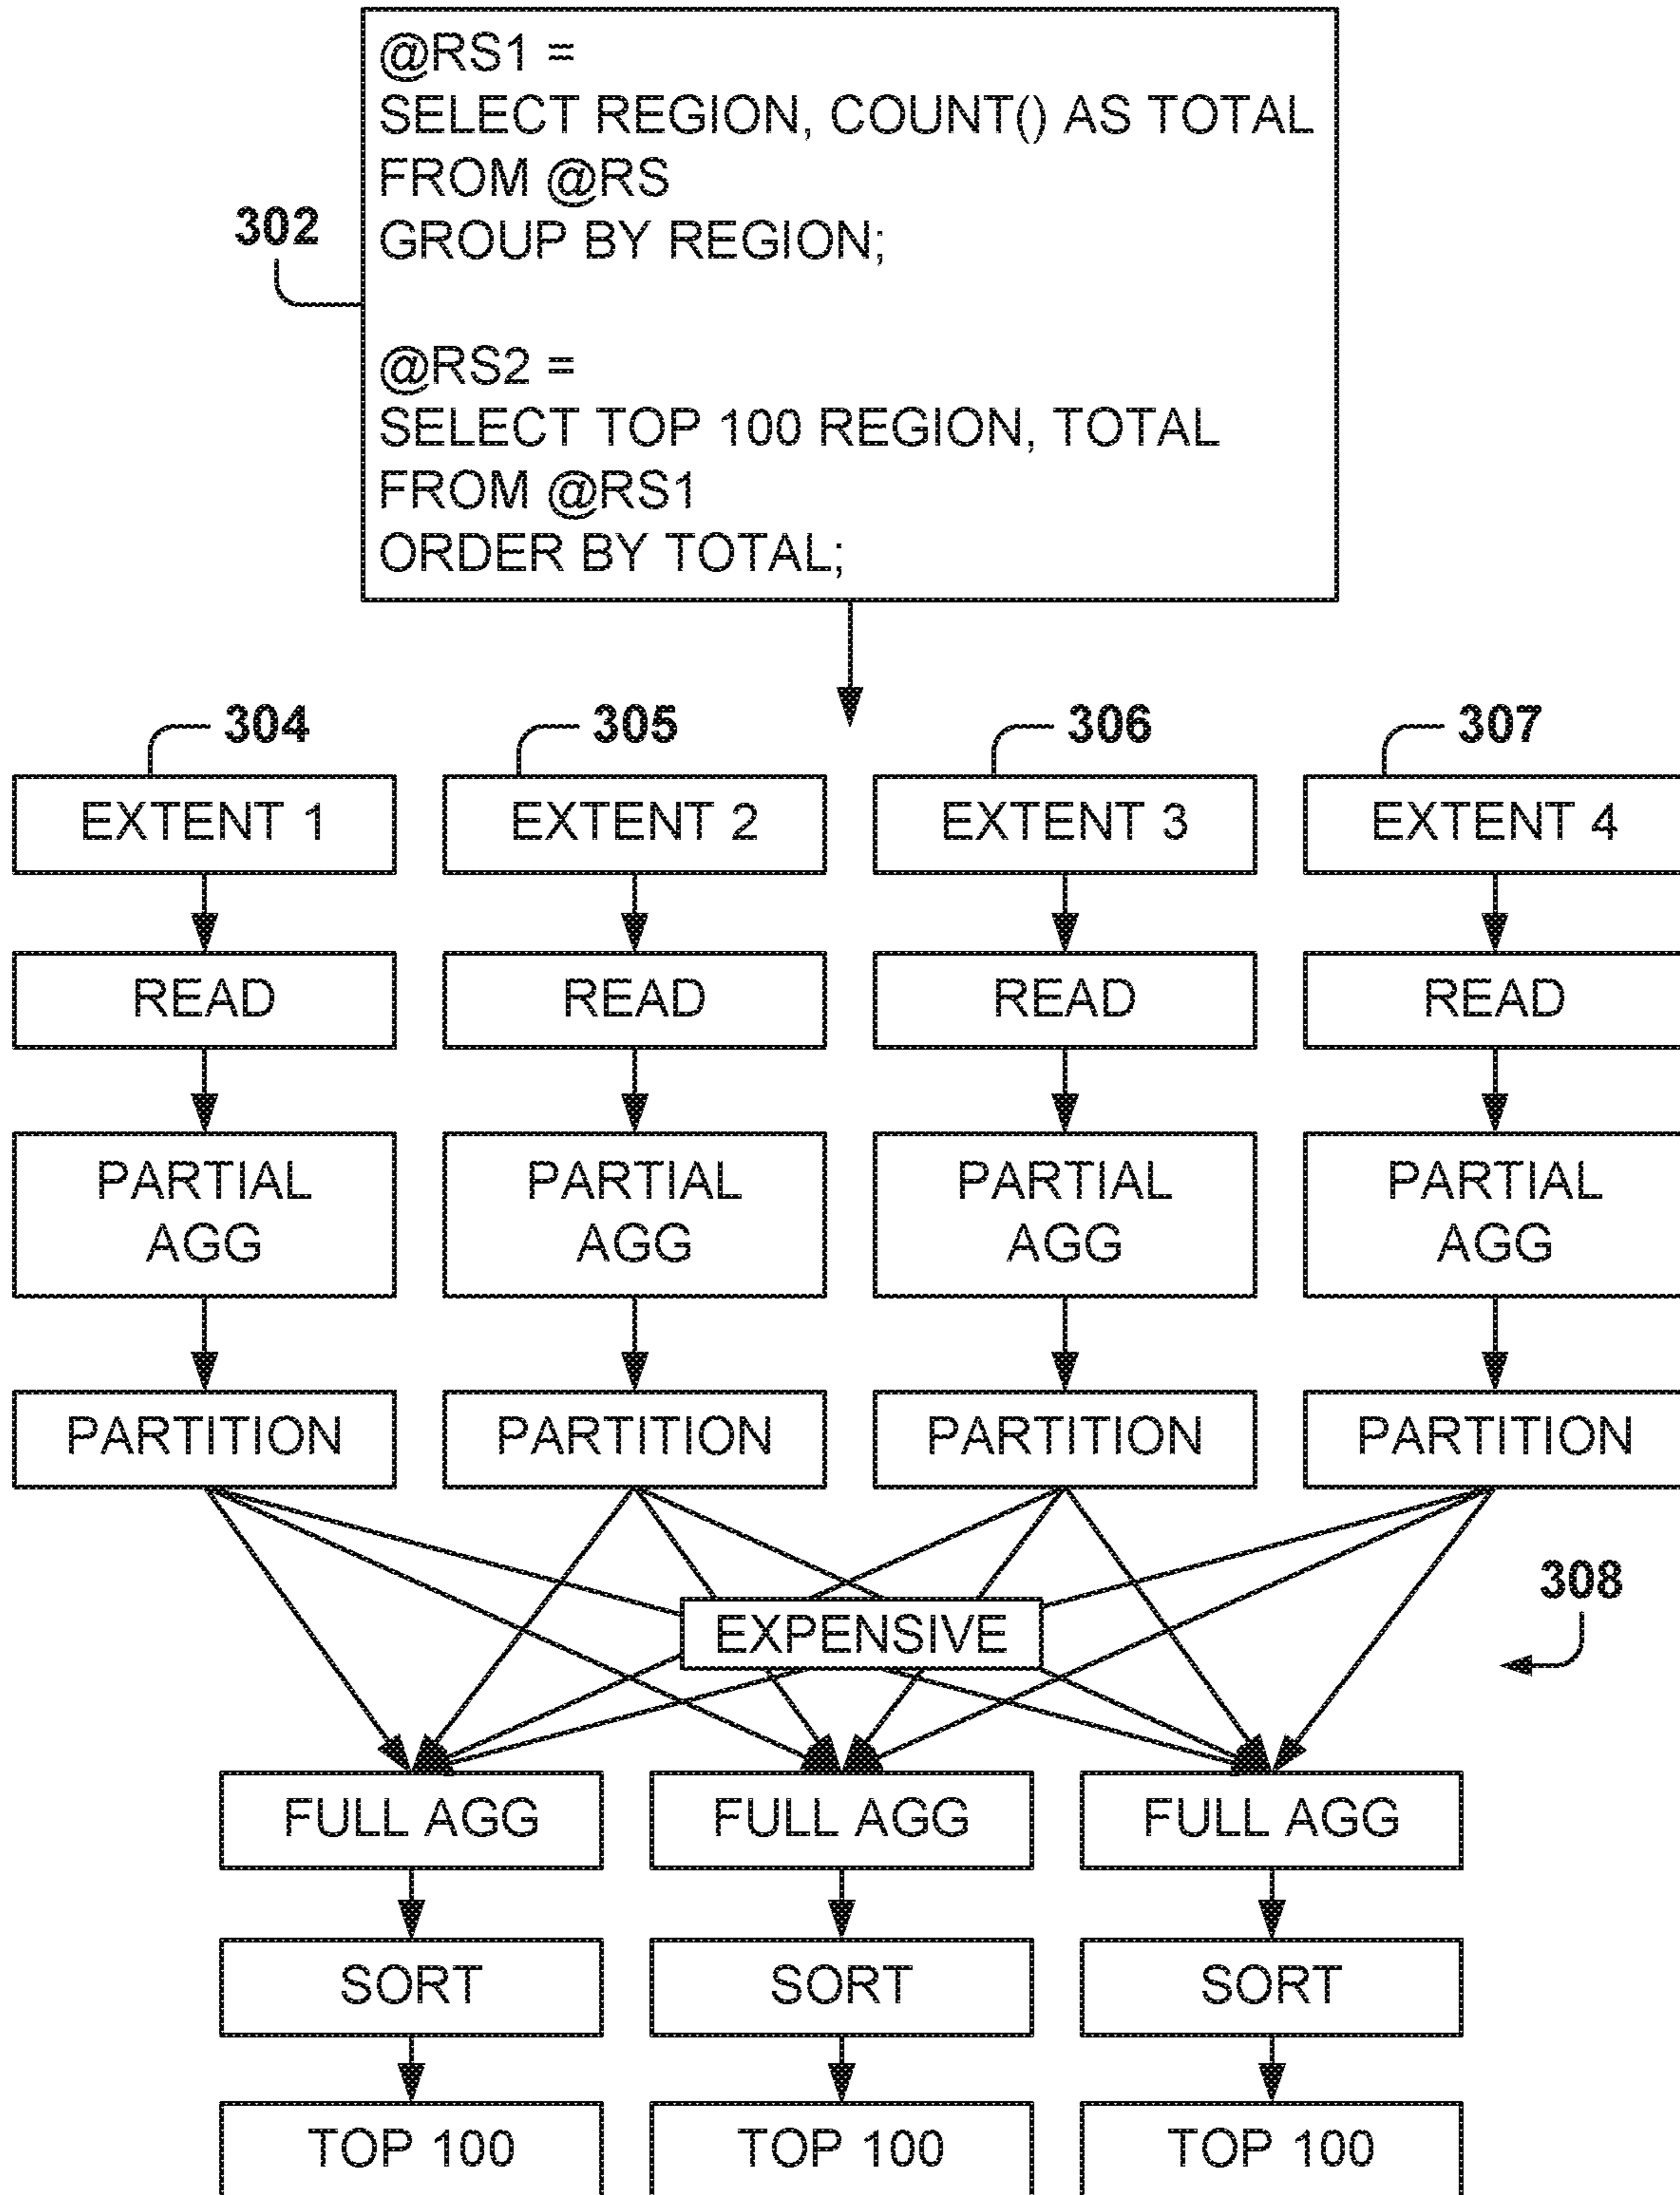 @RS1 =
SELECT REGION, COUNT() AS TOTAL
FROM @RS
GROUP BY REGION;
302
@RS2 =
SELECT TOP 100 REGION, TOTAL
FROM @RS1
ORDER BY TOTAL;
304 305 306 307
EXTENT 1 EXTENT 2 EXTENT 3 EXTENT 4
READ READ READ READ
PARTIAL PARTIAL PARTIAL PARTIAL
AGG AGG AGG AGG
PARTITION PARTITION PARTITION PARTITION
308
EXPENSIVE
FULL AGG FULL AGG FULL AGG
SORT SORT SORT
TOP 100 TOP 100 TOP 100